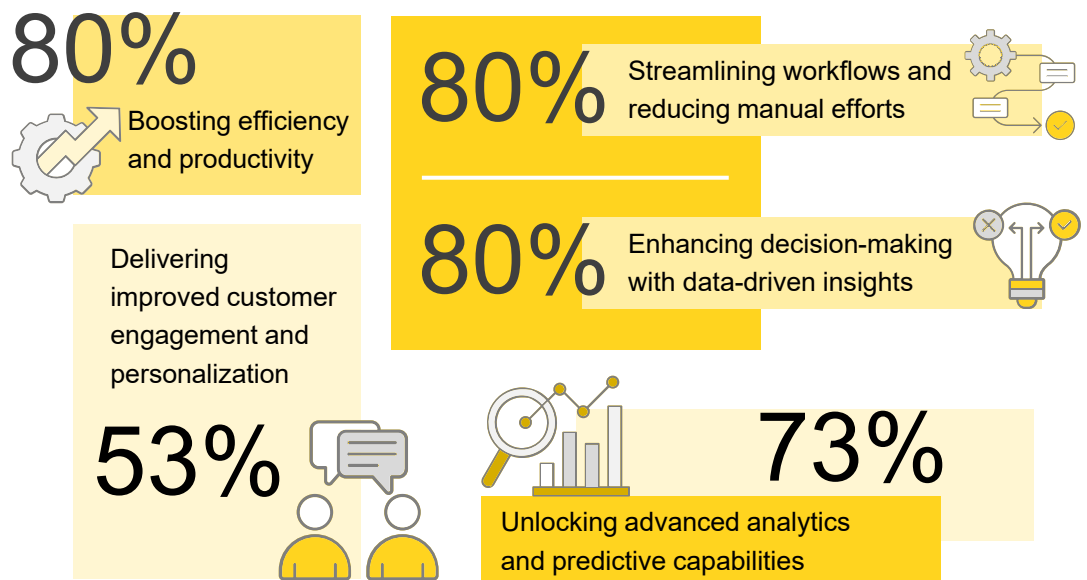 80%
Boosting efficiency
and productivity
80%
Streamlining workflows and
reducing manual efforts
80%
Enhancing decision-making
with data-driven insights
Delivering
improved customer
engagement and
personalization
53%
73%
Unlocking advanced analytics
and predictive capabilities